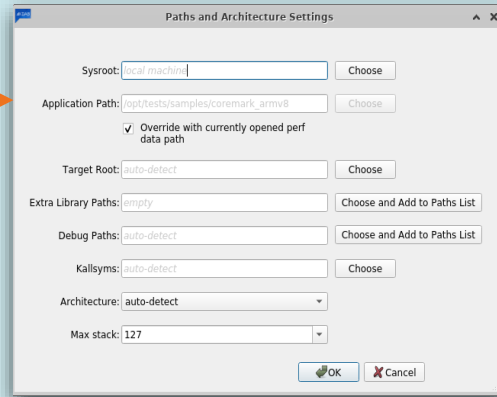 Paths and Architecture Settings
Sysroot: local machine Choose
Application Path: /opt/tests/samples/coremark_armv8 Choose
Override with currently opened perf
data path
Target Root: auto-detect Choose
Extra Library Paths: empty Choose and Add to Paths List
Debug Paths: auto-detect Choose and Add to Paths List
Kallsyms: auto-detect Choose
Architecture: auto-detect
Max stack: 127
OK Cancel